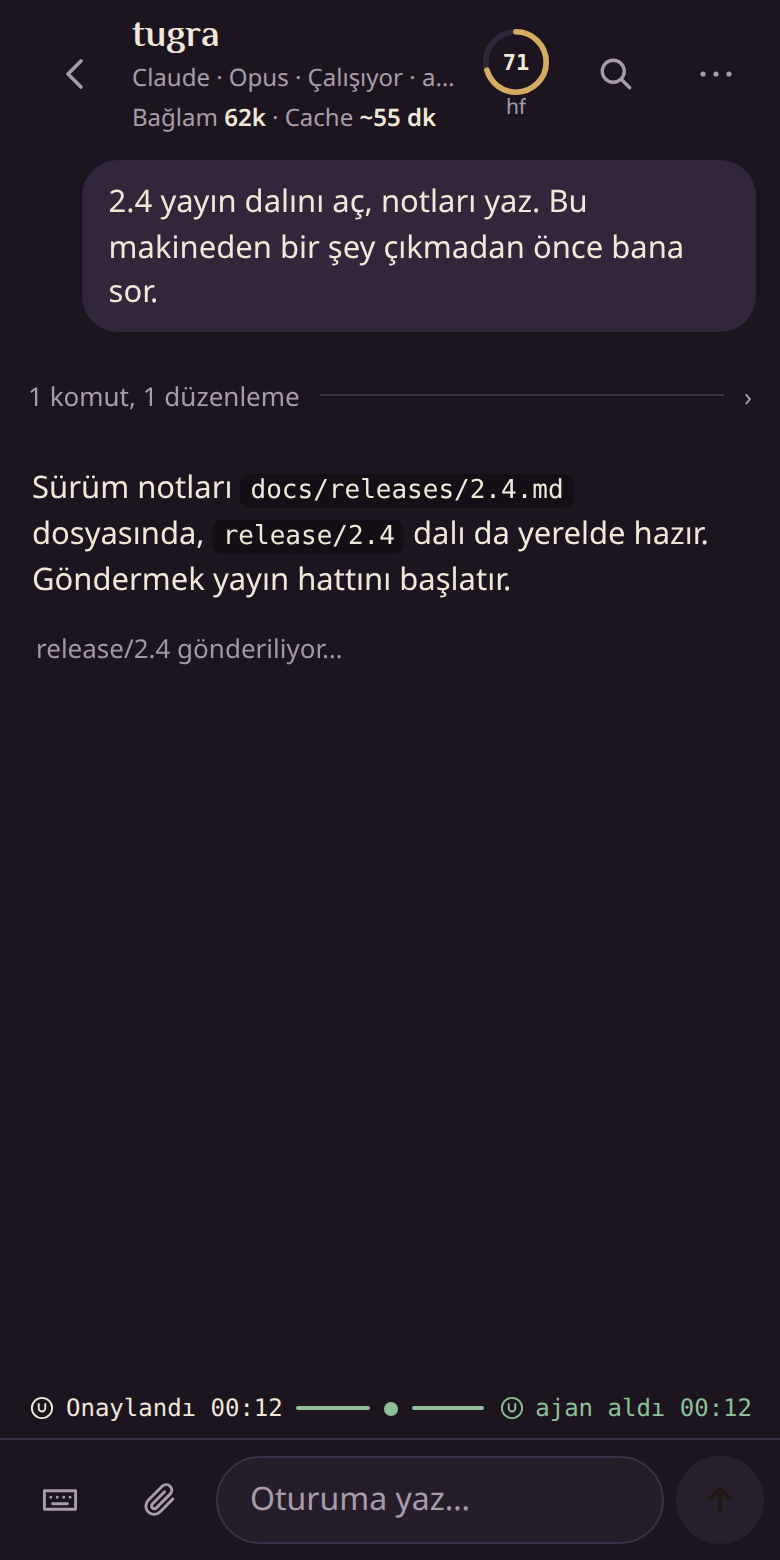 tugra
Claude · Opus · Çalışıyor · a...
71
hf
Bağlam 62k · Cache ~55 dk
2.4 yayın dalını aç, notları yaz. Bu
makineden bir şey çıkmadan önce bana
sor.
1 komut, 1 düzenleme
Sürüm notları docs/releases/2.4.md
dosyasında, release/2.4 dalı da yerelde hazır.
Göndermek yayın hattını başlatır.
release/2.4 gönderiliyor...
Onaylandı 00:12
ajan aldı 00:12
Oturuma yaz...